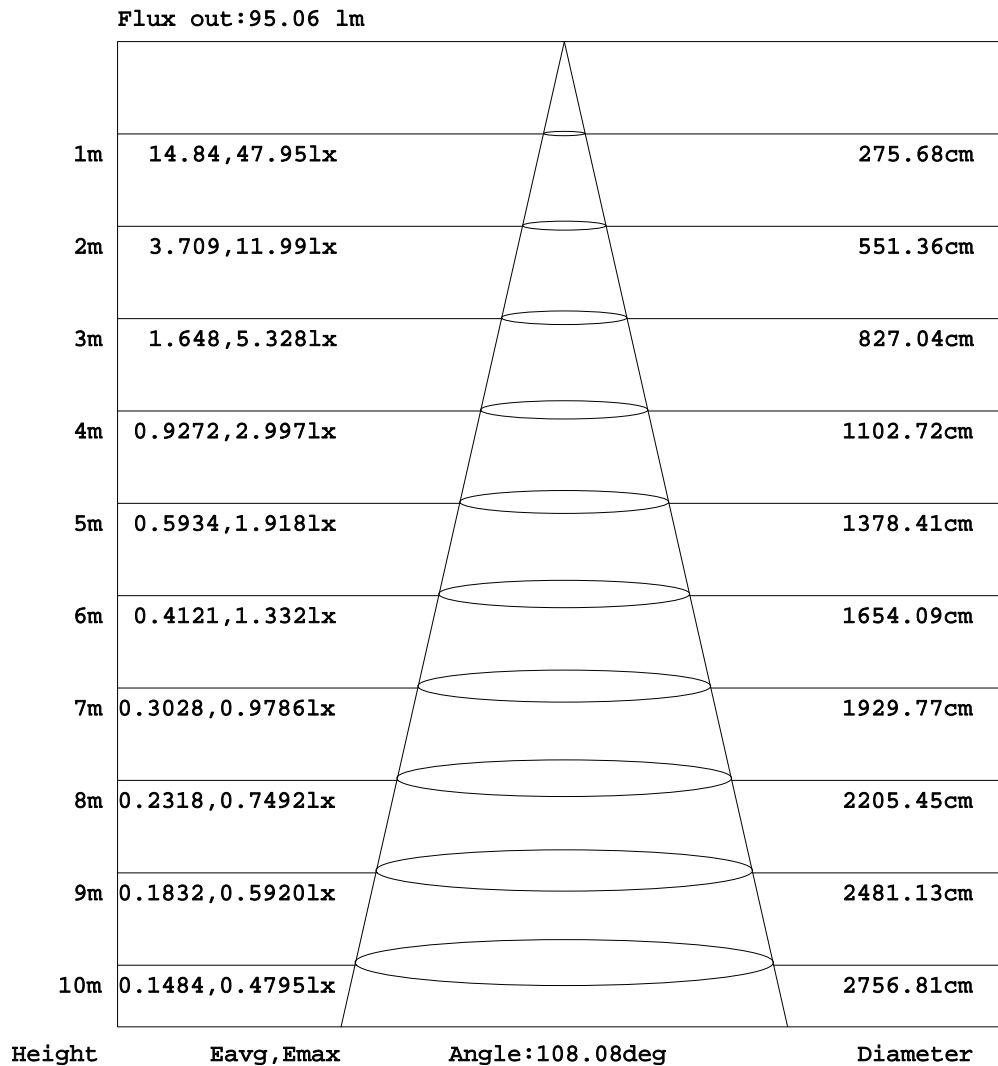 Flux out:95.06 lm
1m 14.84,47.95lx 275.68cm
2m 3.709,11.99lx 551.36cm
3m 1.648,5.328lx 827.04cm
4m 0.9272,2.997lx 1102.72cm
5m 0.5934,1.918lx 1378.41cm
6m 0.4121,1.332lx 1654.09cm
7m 0.3028,0.9786lx 1929.77cm
8m 0.2318,0.7492lx 2205.45cm
9m 0.1832,0.5920lx 2481.13cm
10m 0.1484,0.4795lx 2756.81cm
Height Eavg,Emax Angle:108.08deg Diameter